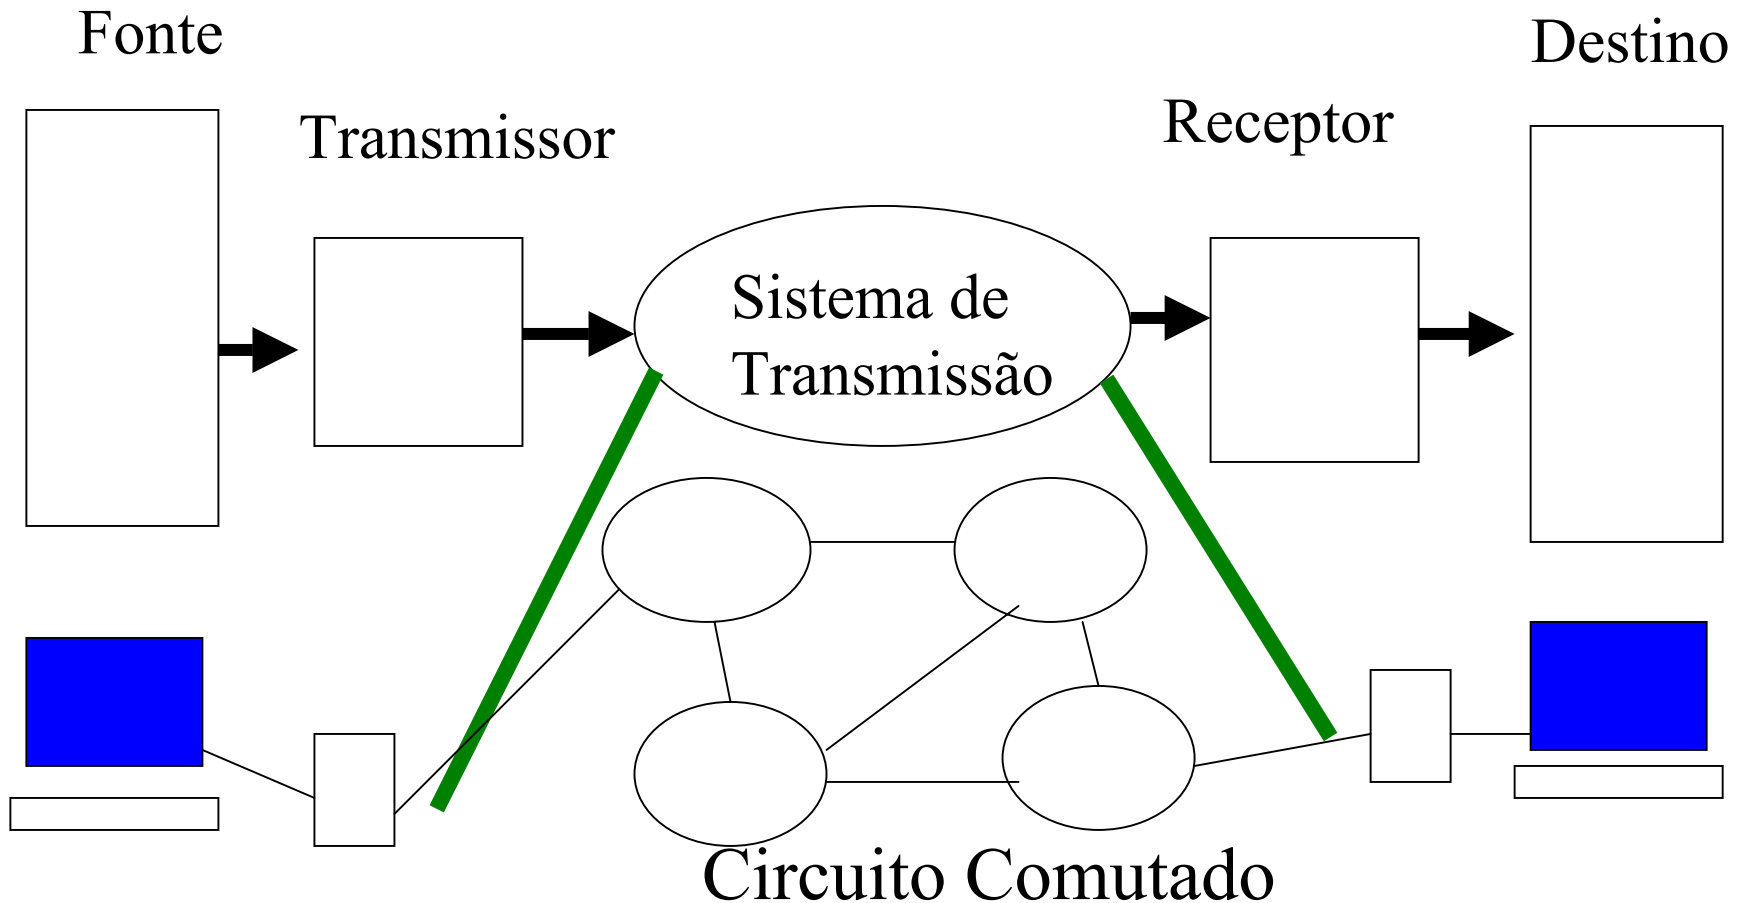 Fonte
Destino
Transmissor
Receptor
Sistema de
Transmissão
Circuito Comutado